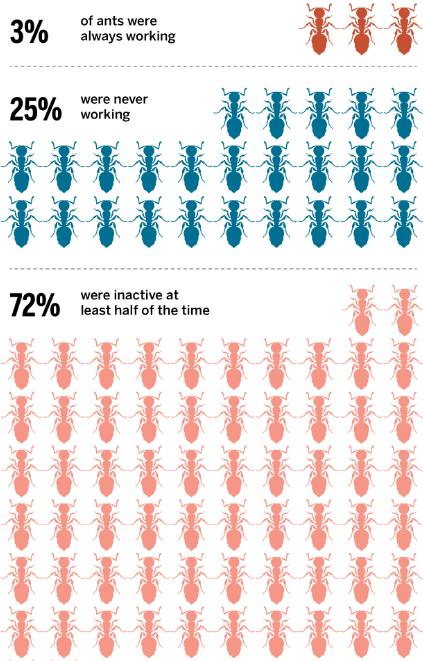 3%
of ants were
always working
25%
were never
working
72%
were inactive at
least half of the time